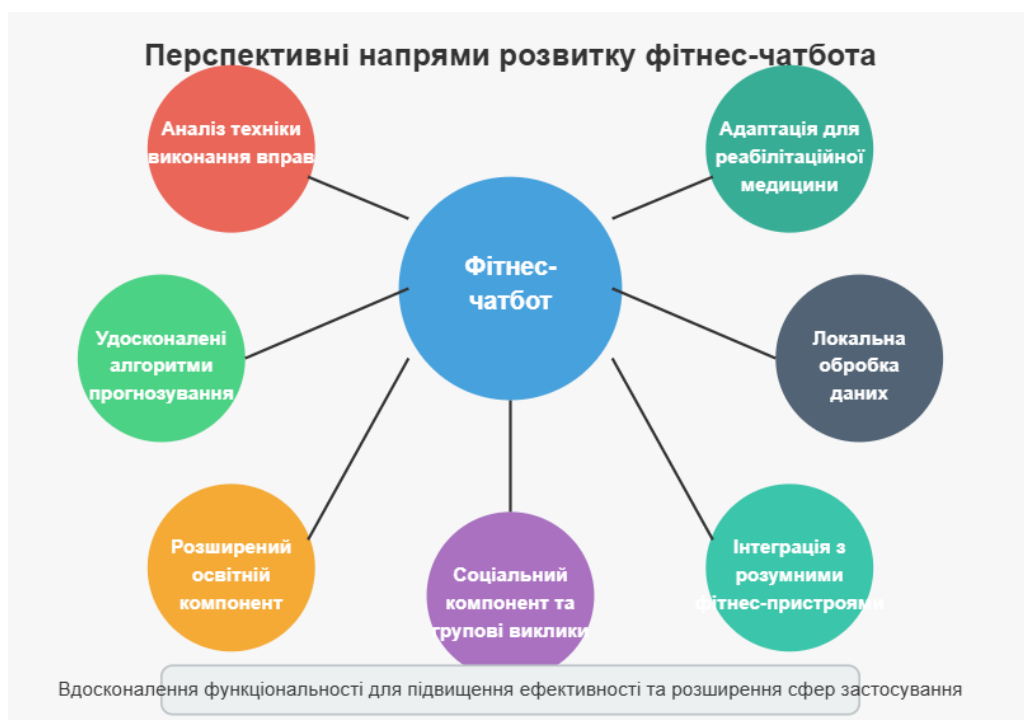 Перспективні напрями розвитку фітнес-чатбота
Аналіз техніки
виконання вправ
Адаптація для
реабілітаційної
медицини
Фітнес-
чатбот
Удосконалені
алгоритми
прогнозування
Локальна
обробка
даних
Розширений
освітній
компонент
Соціальний
компонент та
групові виклики
Інтеграція з
розумними
фітнес-пристроями
Вдосконалення функціональності для підвищення ефективності та розширення сфер застосування